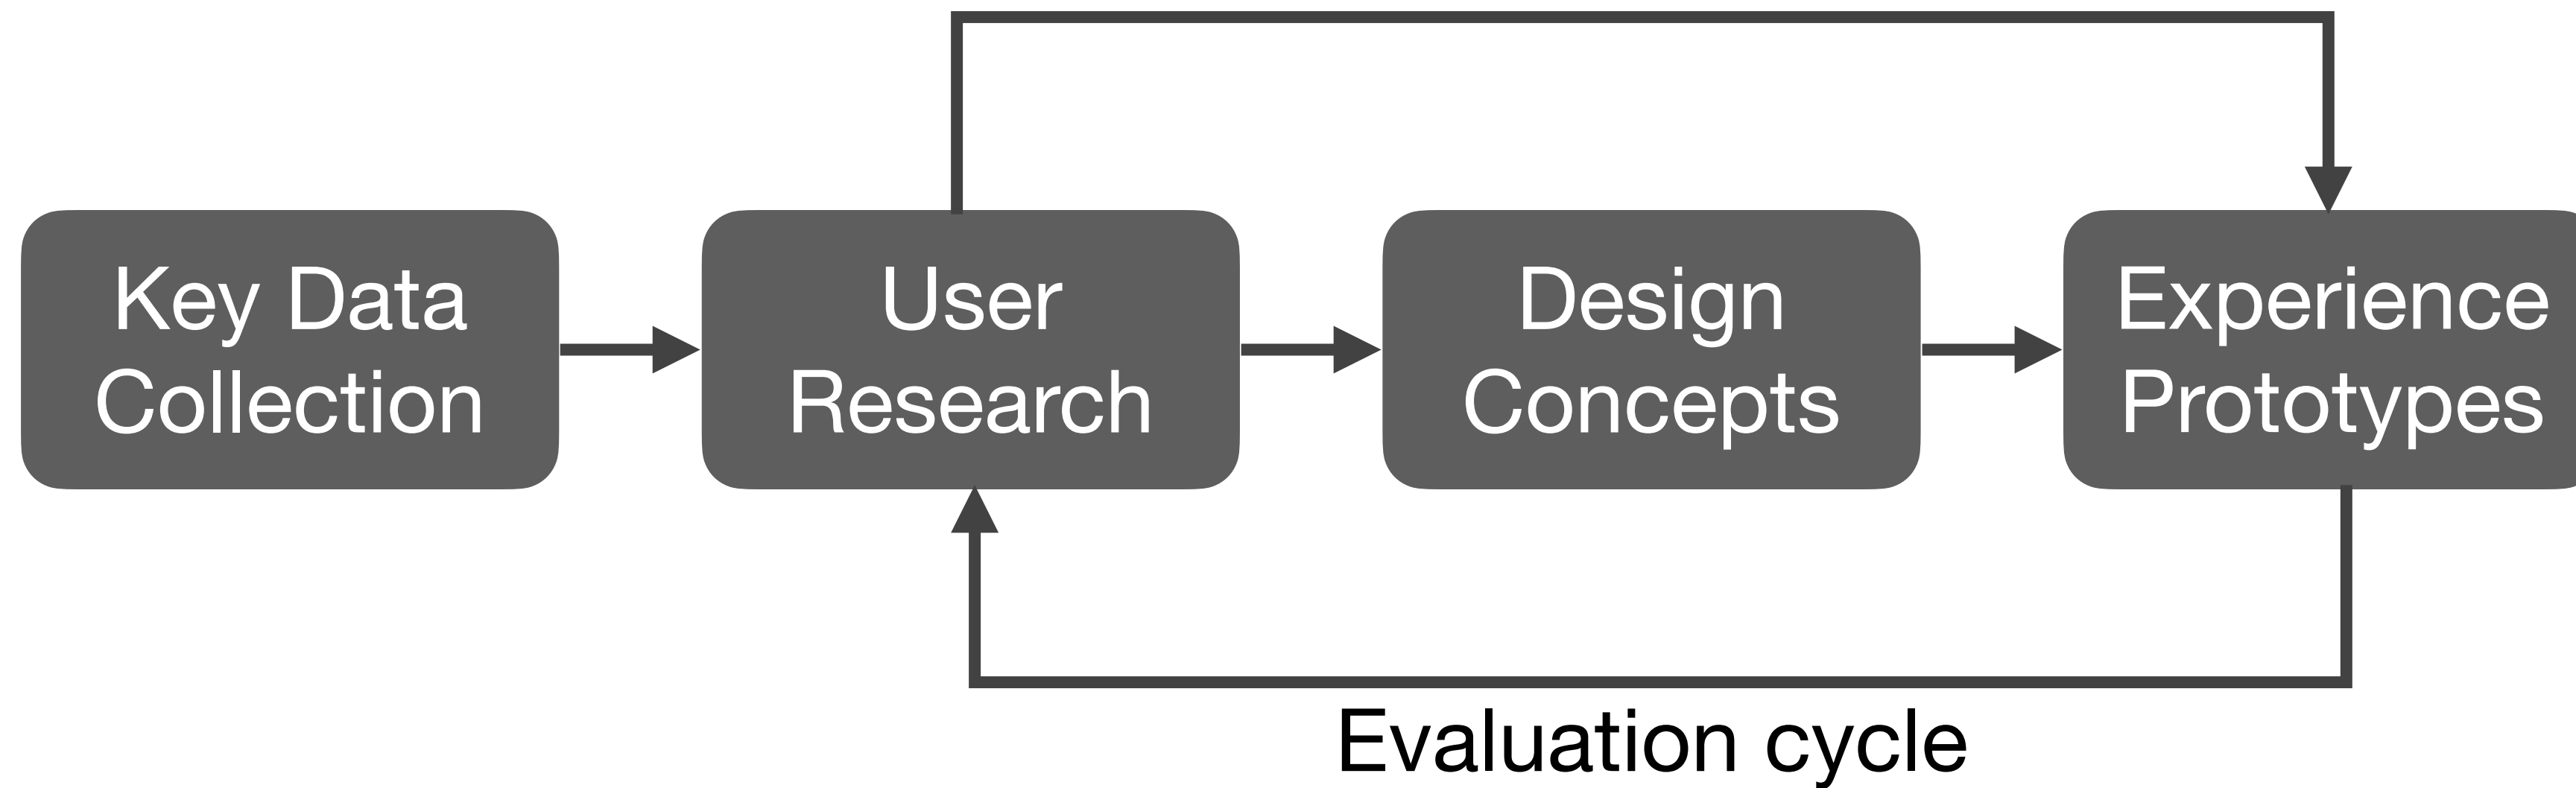 Key Data
Collection
User
Research
Design
Concepts
Experience
Prototypes
Evaluation cycle